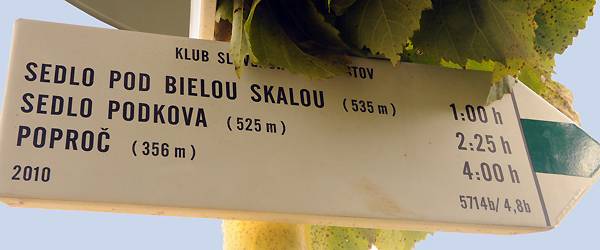 KLUB
SEDLO POD BIELOU SKALOU (535 m) 1:00 h
SEDLO PODKOVA (525 m) 2:25 h
POPROČ (356 m) 4:00 h
2010 5714b/4,8b